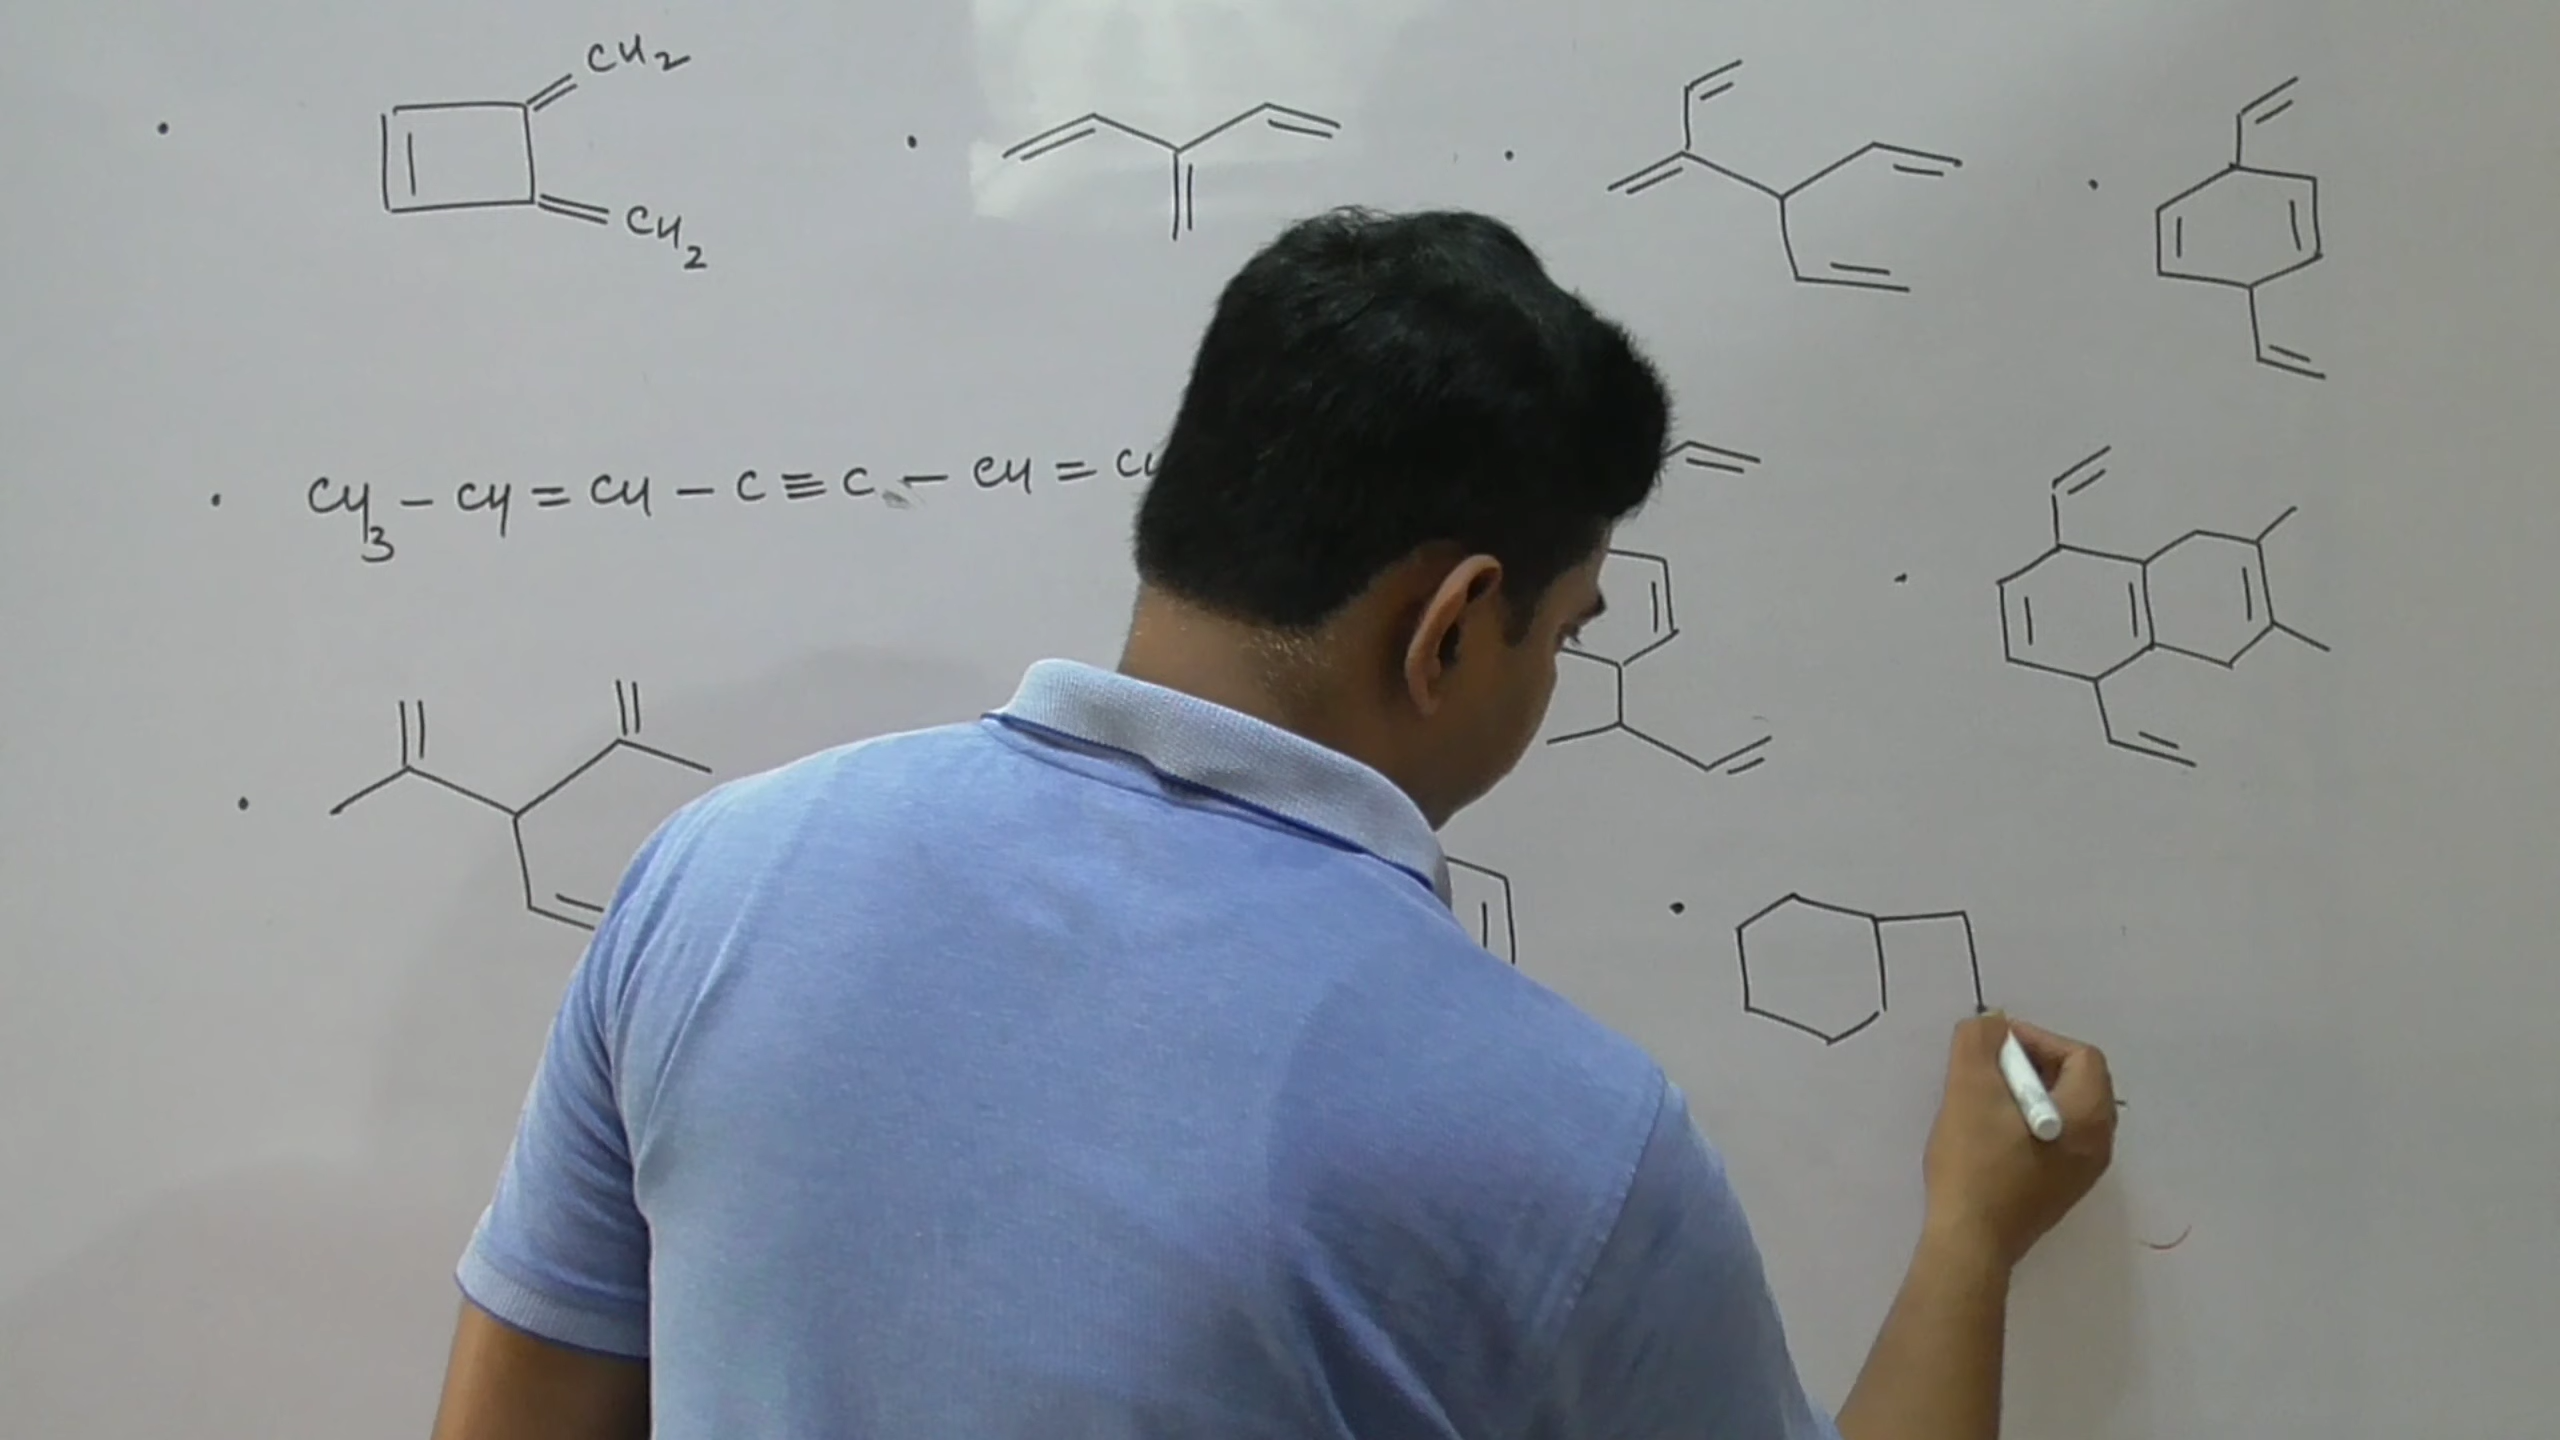 CH₂
CH₂
CH₃ – CH = CH – C ≡ C – CH =